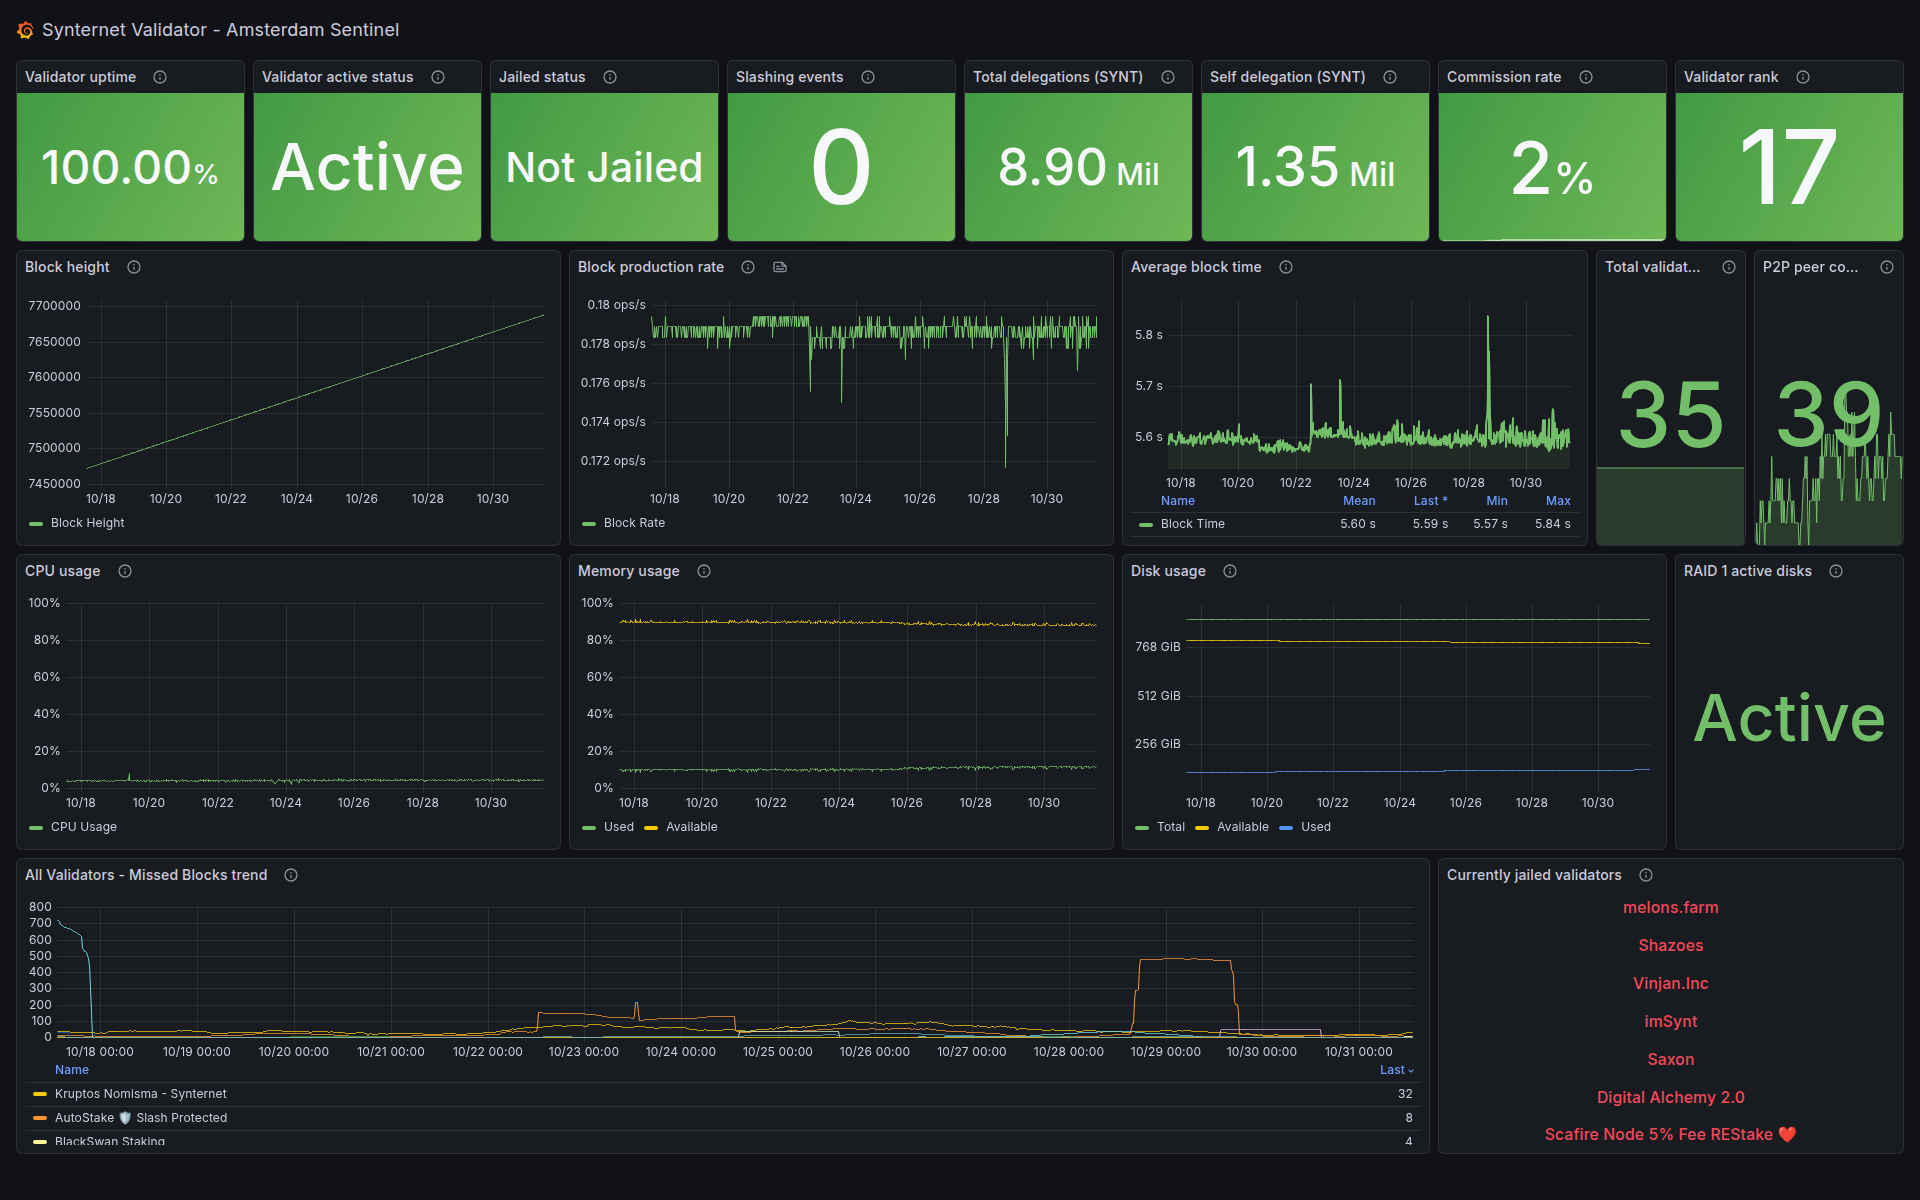 Synternet Validator - Amsterdam Sentinel
Validator uptime
100.00%
Validator active status
Active
Jailed status
Not Jailed
Slashing events
0
Total delegations (SYNT)
8.90 Mil
Self delegation (SYNT)
1.35 Mil
Commission rate
2%
Validator rank
17
Block height
7700000
7650000
7600000
7550000
7500000
7450000
10/18 10/20 10/22 10/24 10/26 10/28 10/30
Block Height
Block production rate
0.18 ops/s
0.178 ops/s
0.176 ops/s
0.174 ops/s
0.172 ops/s
10/18 10/20 10/22 10/24 10/26 10/28 10/30
Block Rate
Average block time
5.8 s
5.7 s
5.6 s
10/18 10/20 10/22 10/24 10/26 10/28 10/30
Name Mean Last * Min Max
Block Time 5.60 s 5.59 s 5.57 s 5.84 s
Total validat...
35
P2P peer co...
39
CPU usage
100%
80%
60%
40%
20%
0%
10/18 10/20 10/22 10/24 10/26 10/28 10/30
CPU Usage
Memory usage
100%
80%
60%
40%
20%
0%
10/18 10/20 10/22 10/24 10/26 10/28 10/30
Used Available
Disk usage
768 GiB
512 GiB
256 GiB
10/18 10/20 10/22 10/24 10/26 10/28 10/30
Total Available Used
RAID 1 active disks
Active
All Validators - Missed Blocks trend
800
700
600
500
400
300
200
100
0
10/18 00:00 10/19 00:00 10/20 00:00 10/21 00:00 10/22 00:00 10/23 00:00 10/24 00:00 10/25 00:00 10/26 00:00 10/27 00:00 10/28 00:00 10/29 00:00 10/30 00:00 10/31 00:00
Name Last
Kruptos Nomisma - Synternet 32
AutoStake 🛡️ Slash Protected 8
BlackSwan Staking 4
Currently jailed validators
melons.farm
Shazoes
Vinjan.Inc
imSynt
Saxon
Digital Alchemy 2.0
Scafire Node 5% Fee REStake ❤️